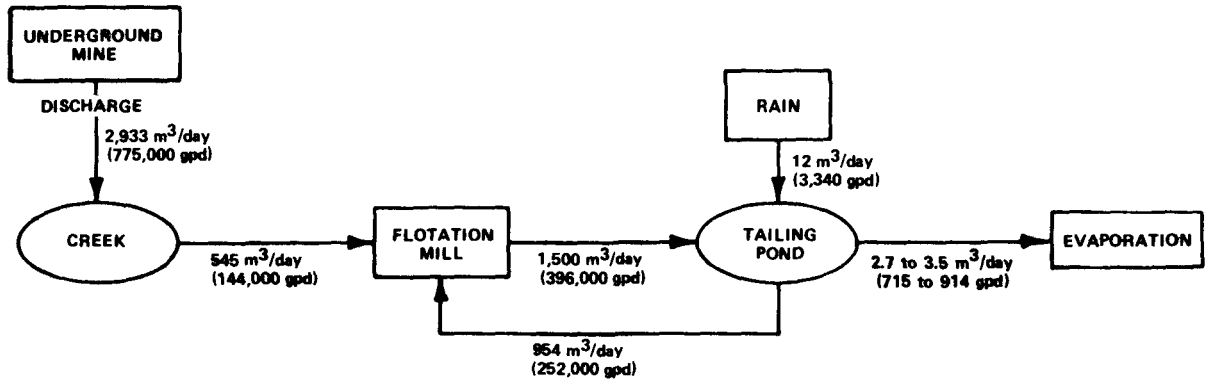 UNDERGROUND
MINE
DISCHARGE
2,933 m³/day
(775,000 gpd)
RAIN
12 m³/day
(3,340 gpd)
CREEK
545 m³/day
(144,000 gpd)
FLOTATION
MILL
1,500 m³/day
(396,000 gpd)
TAILING
POND
2.7 to 3.5 m³/day
(715 to 914 gpd)
EVAPORATION
954 m³/day
(252,000 gpd)